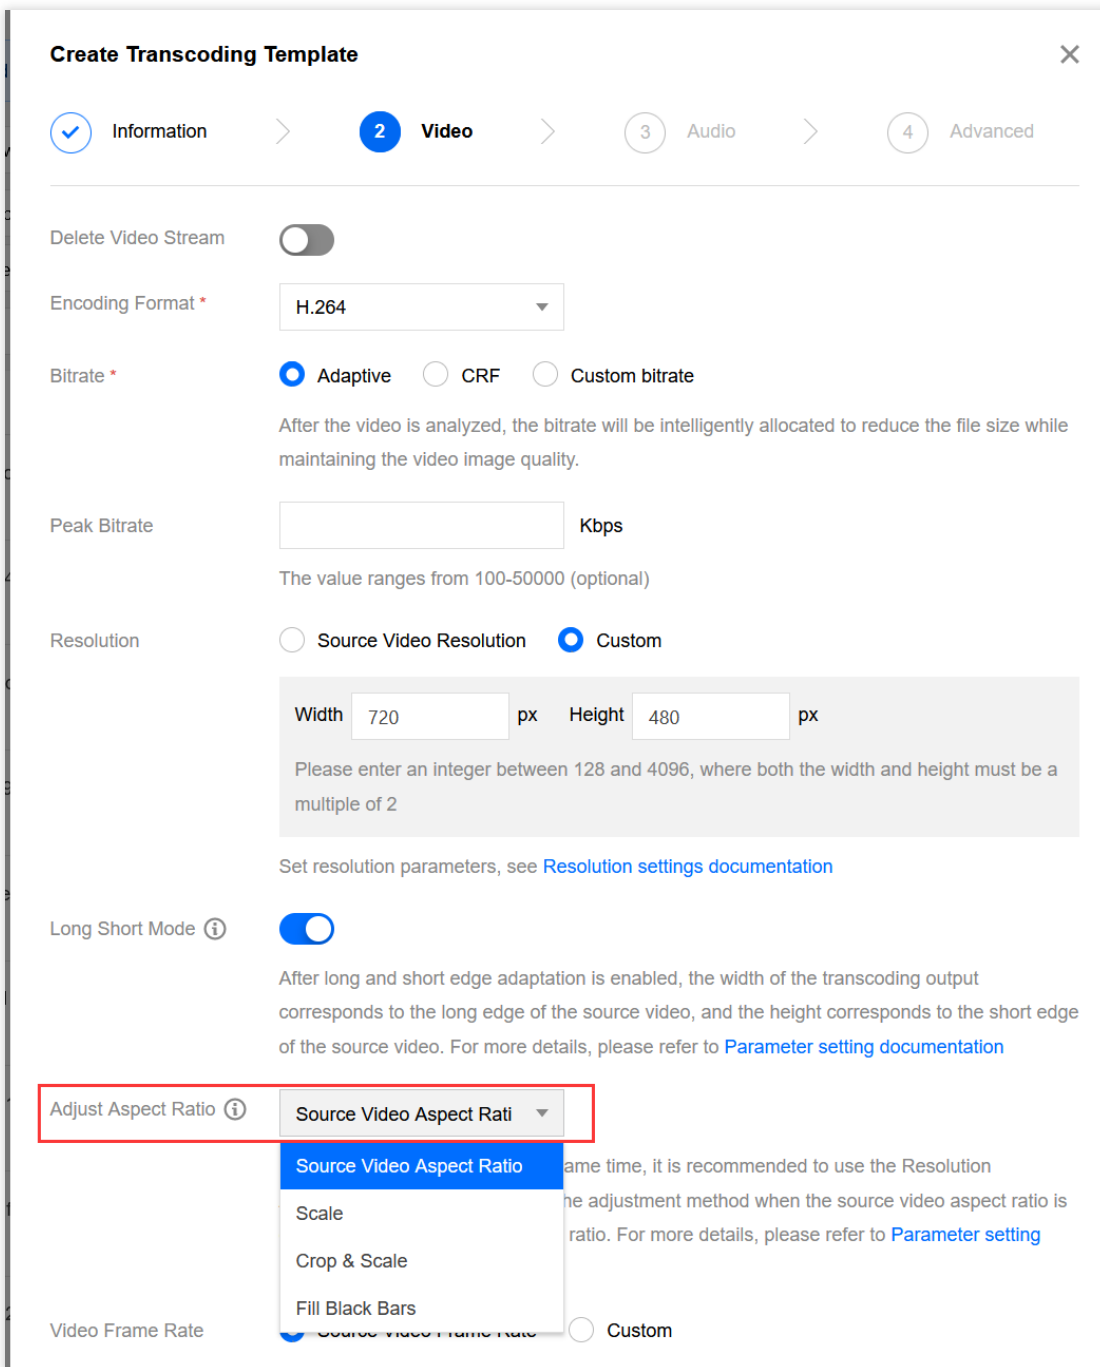 Create Transcoding Template
Information
2 Video
3 Audio
4 Advanced
Delete Video Stream
Encoding Format *
H.264
Bitrate *
Adaptive
CRF
Custom bitrate
After the video is analyzed, the bitrate will be intelligently allocated to reduce the file size while
maintaining the video image quality.
Peak Bitrate
Kbps
The value ranges from 100-50000 (optional)
Resolution
Source Video Resolution
Custom
Width 720 px Height 480 px
Please enter an integer between 128 and 4096, where both the width and height must be a
multiple of 2
Set resolution parameters, see Resolution settings documentation
Long Short Mode
After long and short edge adaptation is enabled, the width of the transcoding output
corresponds to the long edge of the source video, and the height corresponds to the short edge
of the source video. For more details, please refer to Parameter setting documentation
Adjust Aspect Ratio
Source Video Aspect Rati
Source Video Aspect Ratio
ame time, it is recommended to use the Resolution
he adjustment method when the source video aspect ratio is
Scale
ratio. For more details, please refer to Parameter setting
Crop & Scale
Fill Black Bars
Video Frame Rate
Source Video Frame Rate
Custom